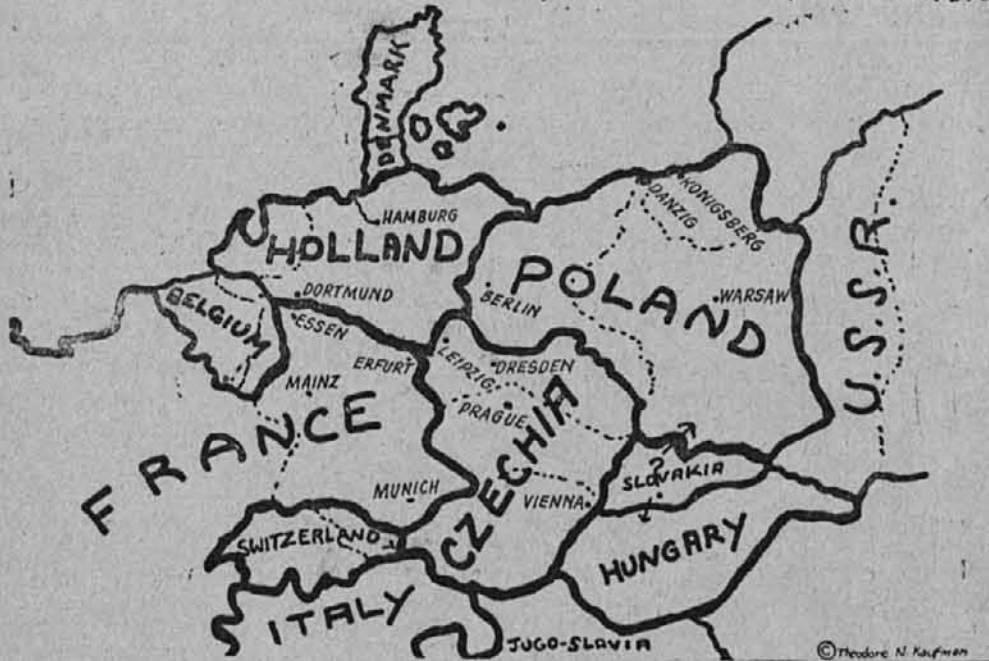 DENMARK
HAMBURG
HOLLAND
DANZIG
KONIGSBERG
U.S.S.R.
POLAND
BELGIUM
DORTMUND
BERLIN
WARSAW
ESSEN
ERFURT
LEIPZIG
DRESDEN
MAINZ
PRAGUE
FRANCE
CZECHIA
?
SLOVAKIA
MUNICH
VIENNA
SWITZERLAND
HUNGARY
ITALY
JUGO-SLAVIA
© Theodore N. Kaufman